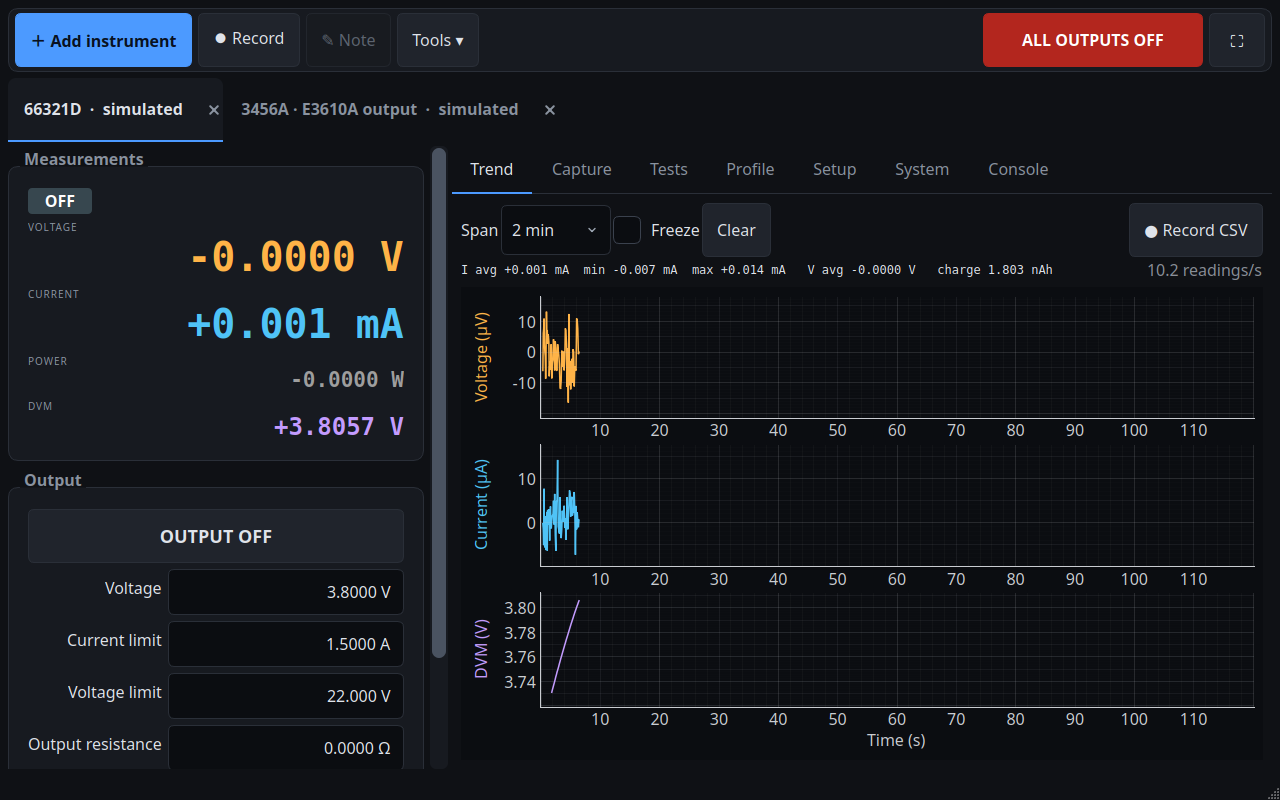 + Add instrument
● Record
✎ Note
Tools ▾
ALL OUTPUTS OFF
66321D · simulated ✕
3456A · E3610A output · simulated ✕
Measurements
OFF
VOLTAGE
-0.0000 V
CURRENT
+0.001 mA
POWER
-0.0000 W
DVM
+3.8057 V
Output
OUTPUT OFF
Voltage 3.8000 V
Current limit 1.5000 A
Voltage limit 22.000 V
Output resistance 0.0000 Ω
Trend Capture Tests Profile Setup System Console
Span 2 min Freeze Clear ● Record CSV
I avg +0.001 mA min -0.007 mA max +0.014 mA V avg -0.0000 V charge 1.803 nAh
10.2 readings/s
Voltage (µV)
10
0
-10
10 20 30 40 50 60 70 80 90 100 110
Current (µA)
10
0
10 20 30 40 50 60 70 80 90 100 110
DVM (V)
3.80
3.78
3.76
3.74
10 20 30 40 50 60 70 80 90 100 110
Time (s)